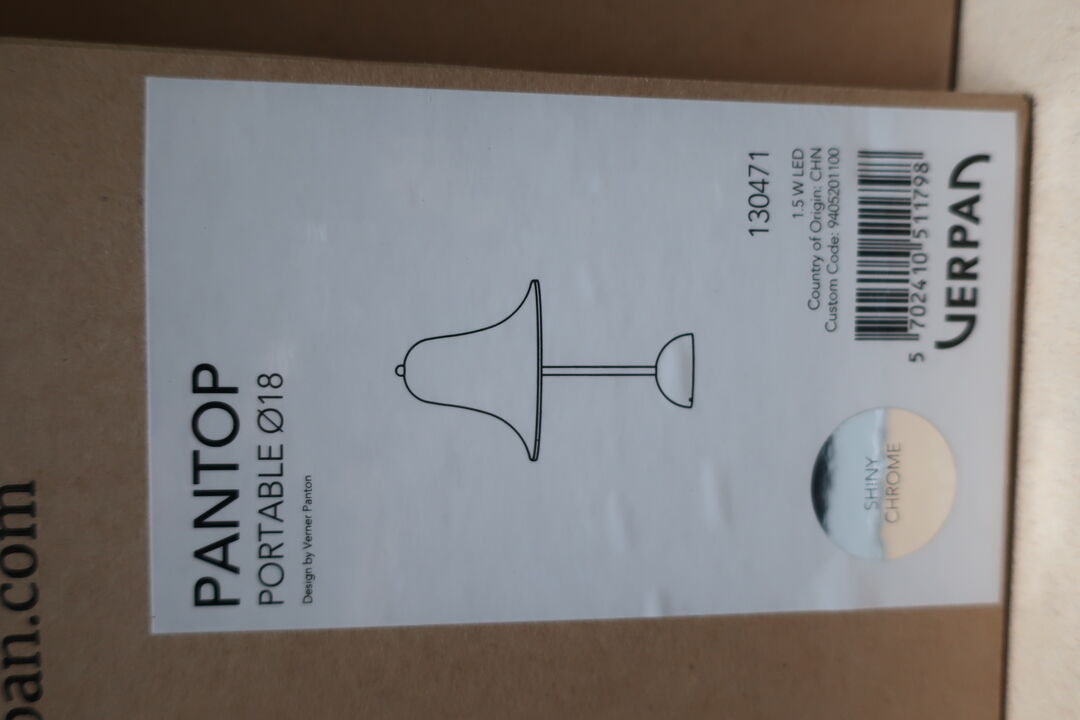 PANTOP
PORTABLE Ø18
Design by Verner Panton
130471
1.5 W LED
Country of Origin: CHN
Custom Code: 9405201100
5 702410 511798
SHINY
CHROME
VERPAN
pan.com